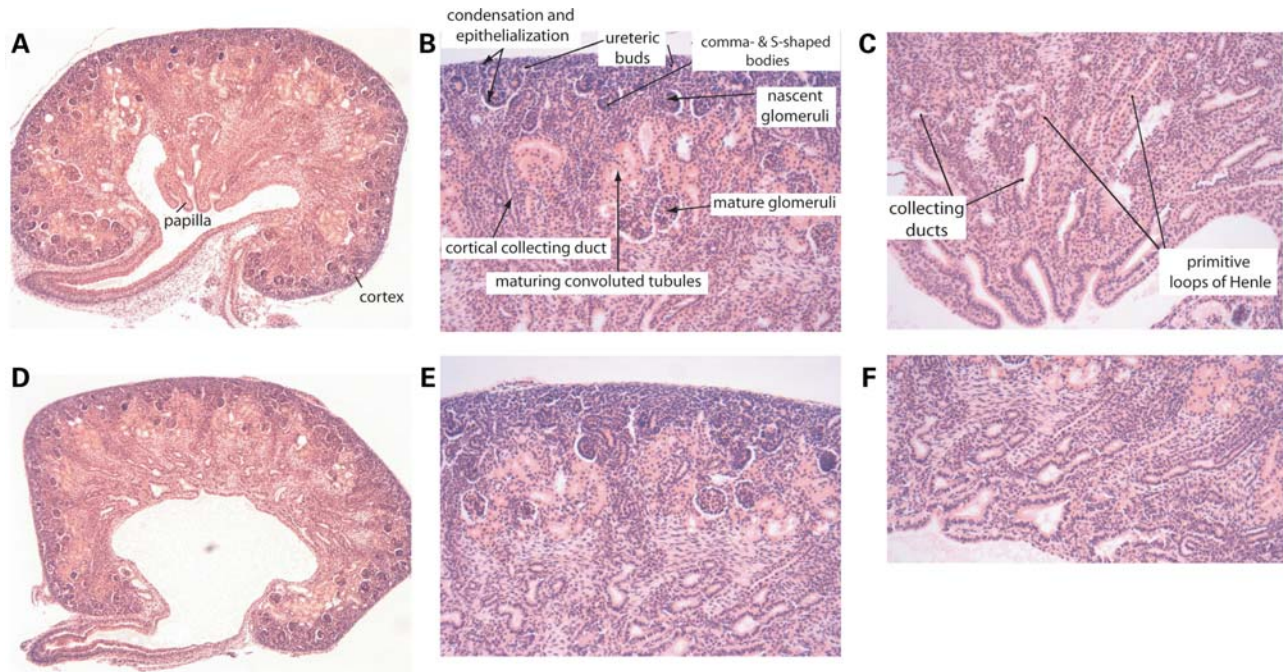 A
papilla
cortex
B
condensation and
epithelialization
ureteric
buds
comma- & S-shaped
bodies
nascent
glomeruli
mature glomeruli
cortical collecting duct
maturing convoluted tubules
C
collecting
ducts
primitive
loops of Henle
D
E
F